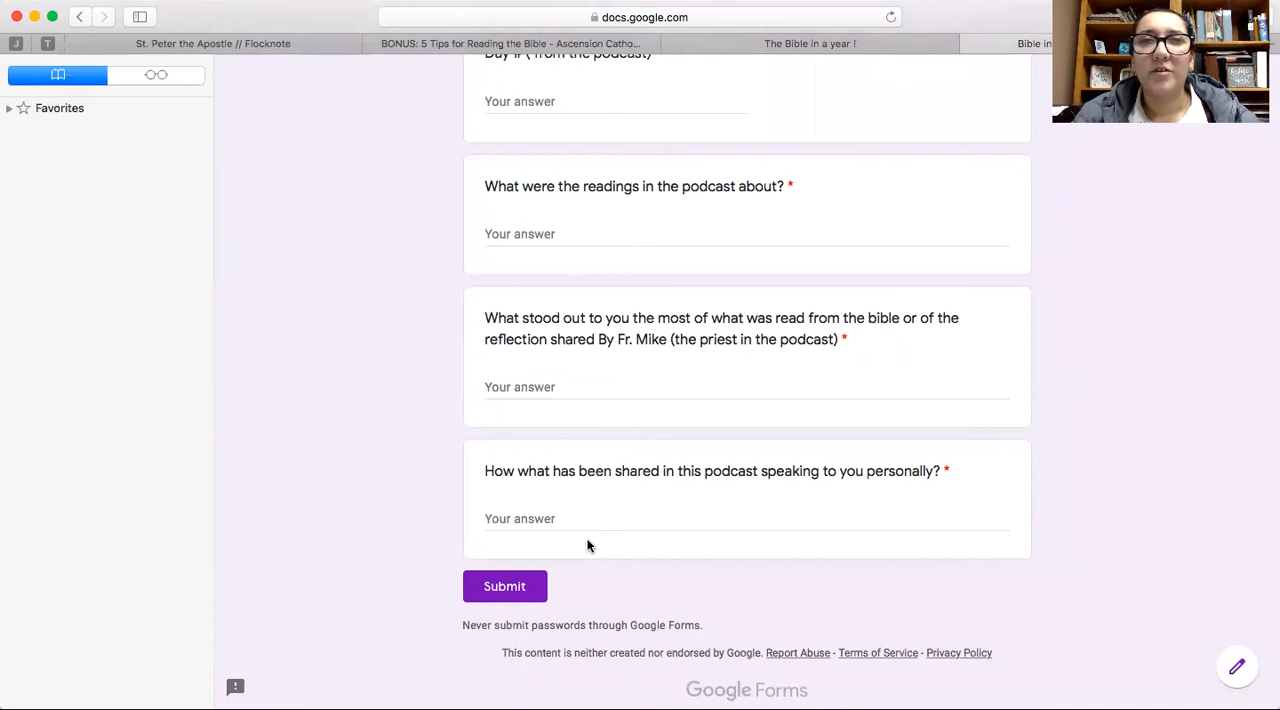 docs.google.com
J
T
St. Peter the Apostle // Flocknote
BONUS: 5 Tips for Reading the Bible - Ascension Catho...
The Bible in a year !
Bible in
Favorites
Day # ( from the podcast)
Your answer
What were the readings in the podcast about? *
Your answer
What stood out to you the most of what was read from the bible or of the
reflection shared By Fr. Mike (the priest in the podcast) *
Your answer
How what has been shared in this podcast speaking to you personally? *
Your answer
Submit
Never submit passwords through Google Forms.
This content is neither created nor endorsed by Google. Report Abuse - Terms of Service - Privacy Policy
Google Forms